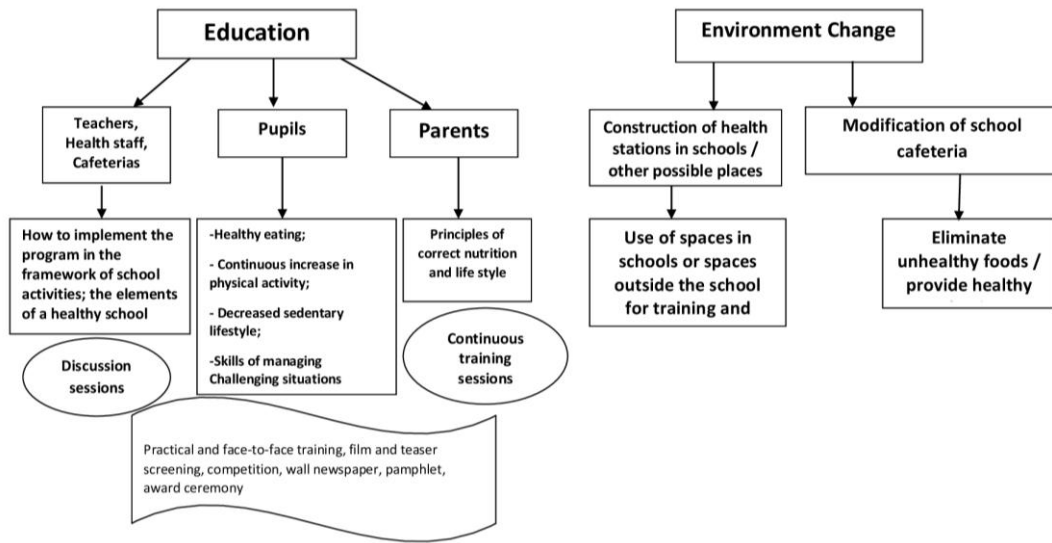 Education
Teachers,
Health staff,
Cafeterias
Pupils
Parents
How to implement the
program in the
framework of school
activities; the elements
of a healthy school
-Healthy eating;
- Continuous increase in
physical activity;
- Decreased sedentary
lifestyle;
-Skills of managing
Challenging situations
Principles of
correct nutrition
and life style
Discussion
sessions
Continuous
training
sessions
Practical and face-to-face training, film and teaser
screening, competition, wall newspaper, pamphlet,
award ceremony
Environment Change
Construction of health
stations in schools /
other possible places
Modification of school
cafeteria
Use of spaces in
schools or spaces
outside the school
for training and
Eliminate
unhealthy foods /
provide healthy